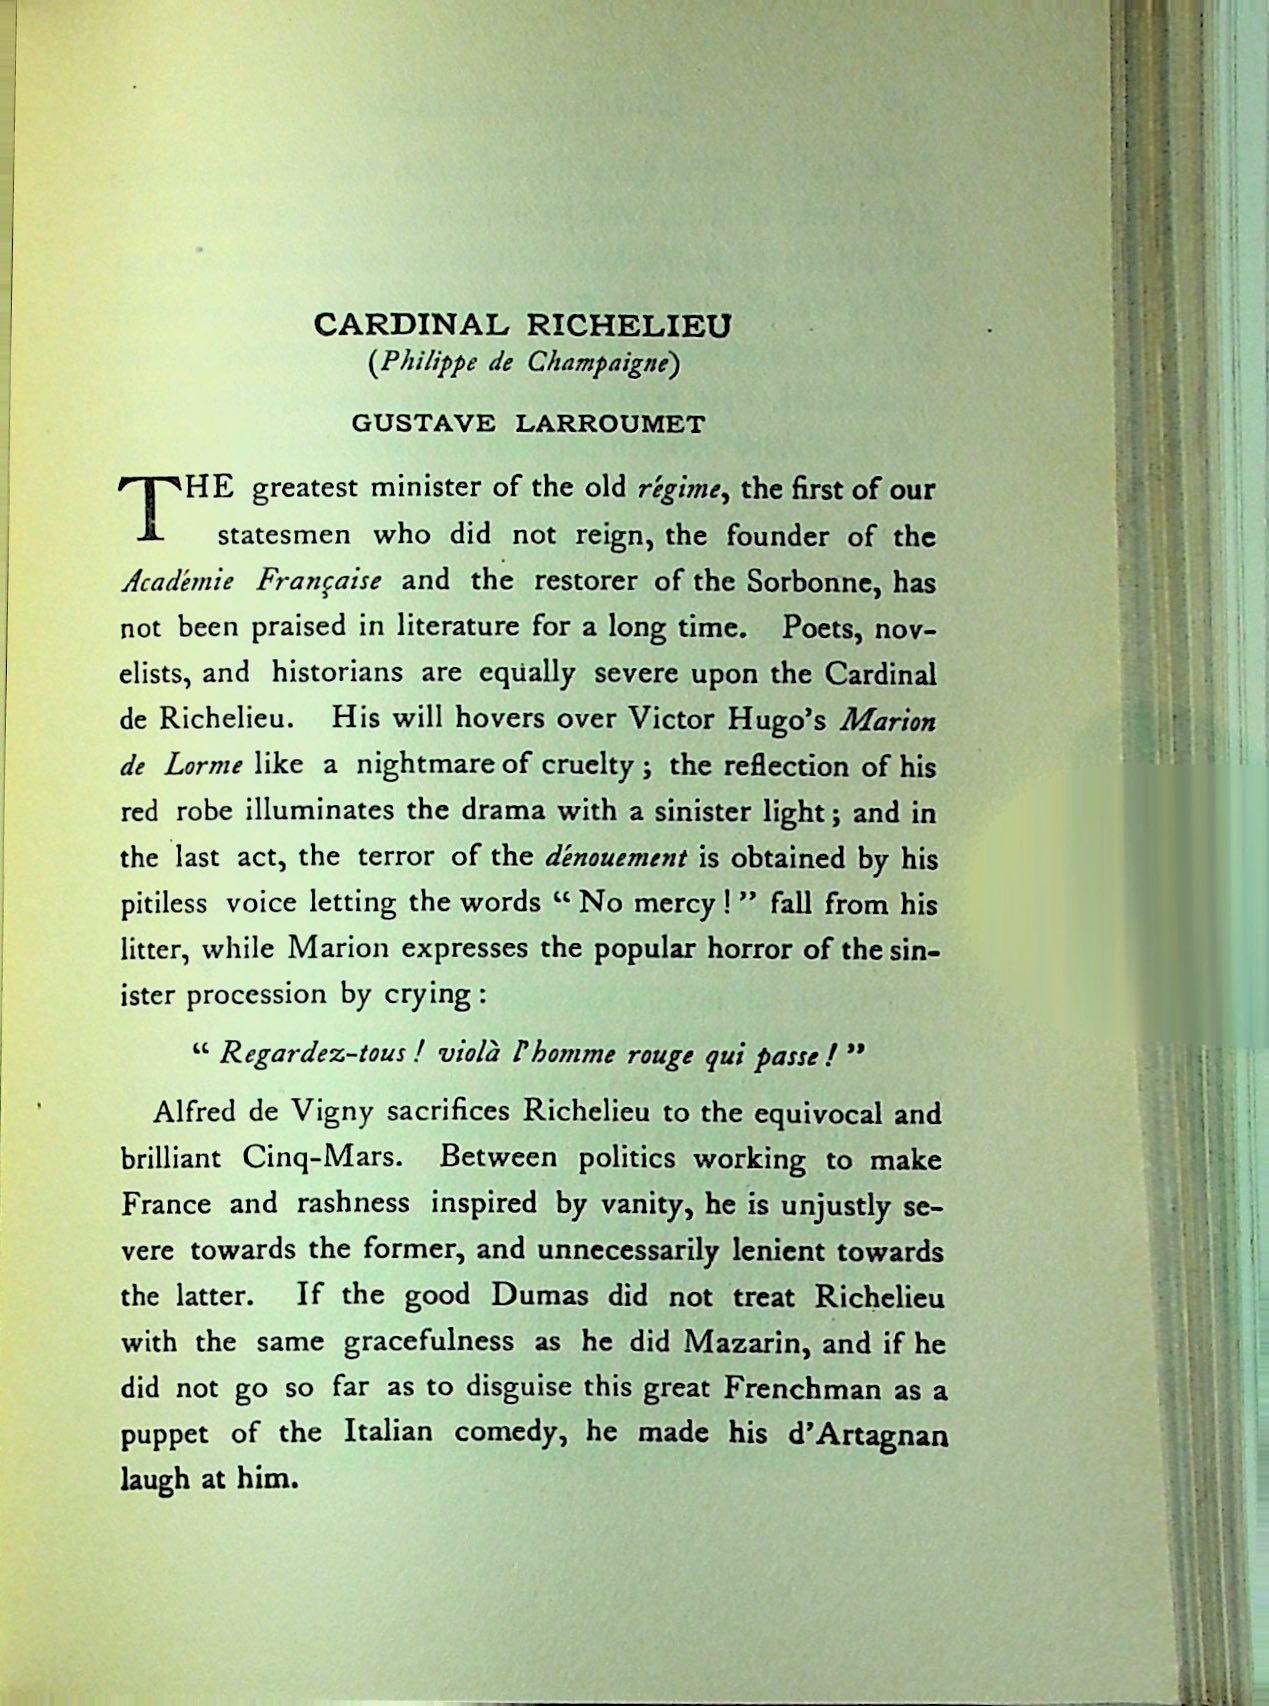 CARDINAL RICHELIEU
(Philippe de Champaigne)
GUSTAVE LARROUMET
THE greatest minister of the old régime, the first of our
statesmen who did not reign, the founder of the
Académie Française and the restorer of the Sorbonne, has
not been praised in literature for a long time. Poets, nov-
elists, and historians are equally severe upon the Cardinal
de Richelieu. His will hovers over Victor Hugo's Marion
de Lorme like a nightmare of cruelty; the reflection of his
red robe illuminates the drama with a sinister light; and in
the last act, the terror of the dénouement is obtained by his
pitiless voice letting the words “No mercy!” fall from his
litter, while Marion expresses the popular horror of the sin-
ister procession by crying:
“Regardez-tous! violà l'homme rouge qui passe!”
Alfred de Vigny sacrifices Richelieu to the equivocal and
brilliant Cinq-Mars. Between politics working to make
France and rashness inspired by vanity, he is unjustly se-
vere towards the former, and unnecessarily lenient towards
the latter. If the good Dumas did not treat Richelieu
with the same gracefulness as he did Mazarin, and if he
did not go so far as to disguise this great Frenchman as a
puppet of the Italian comedy, he made his d'Artagnan
laugh at him.